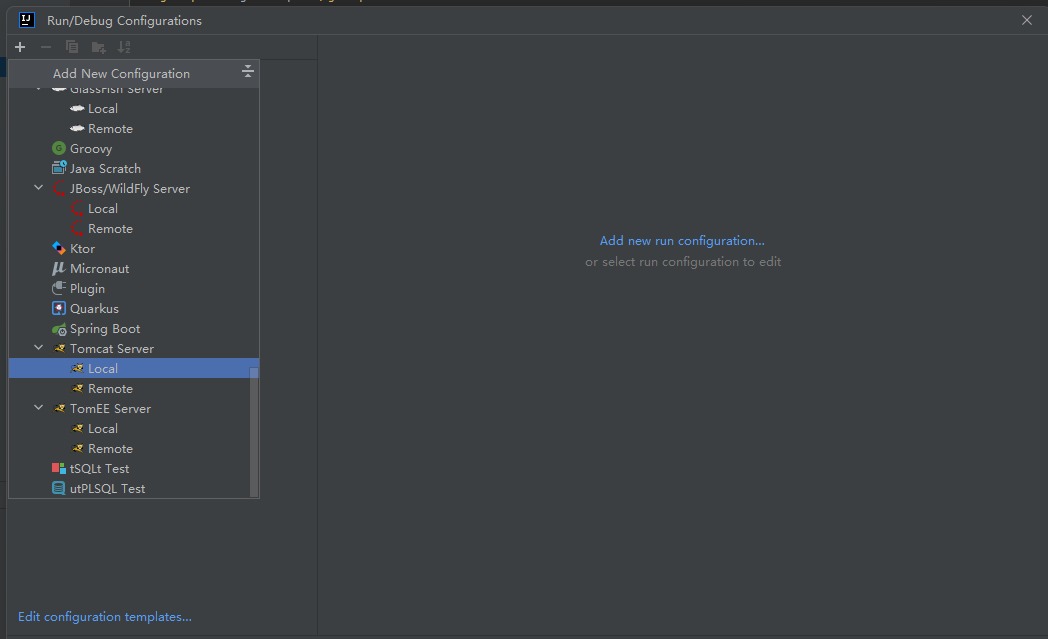 Run/Debug Configurations
Add New Configuration
GlassFish Server
Local
Remote
Groovy
Java Scratch
JBoss/WildFly Server
Local
Remote
Ktor
Micronaut
Plugin
Quarkus
Spring Boot
Tomcat Server
Local
Remote
TomEE Server
Local
Remote
tSQLt Test
utPLSQL Test
Add new run configuration...
or select run configuration to edit
Edit configuration templates...